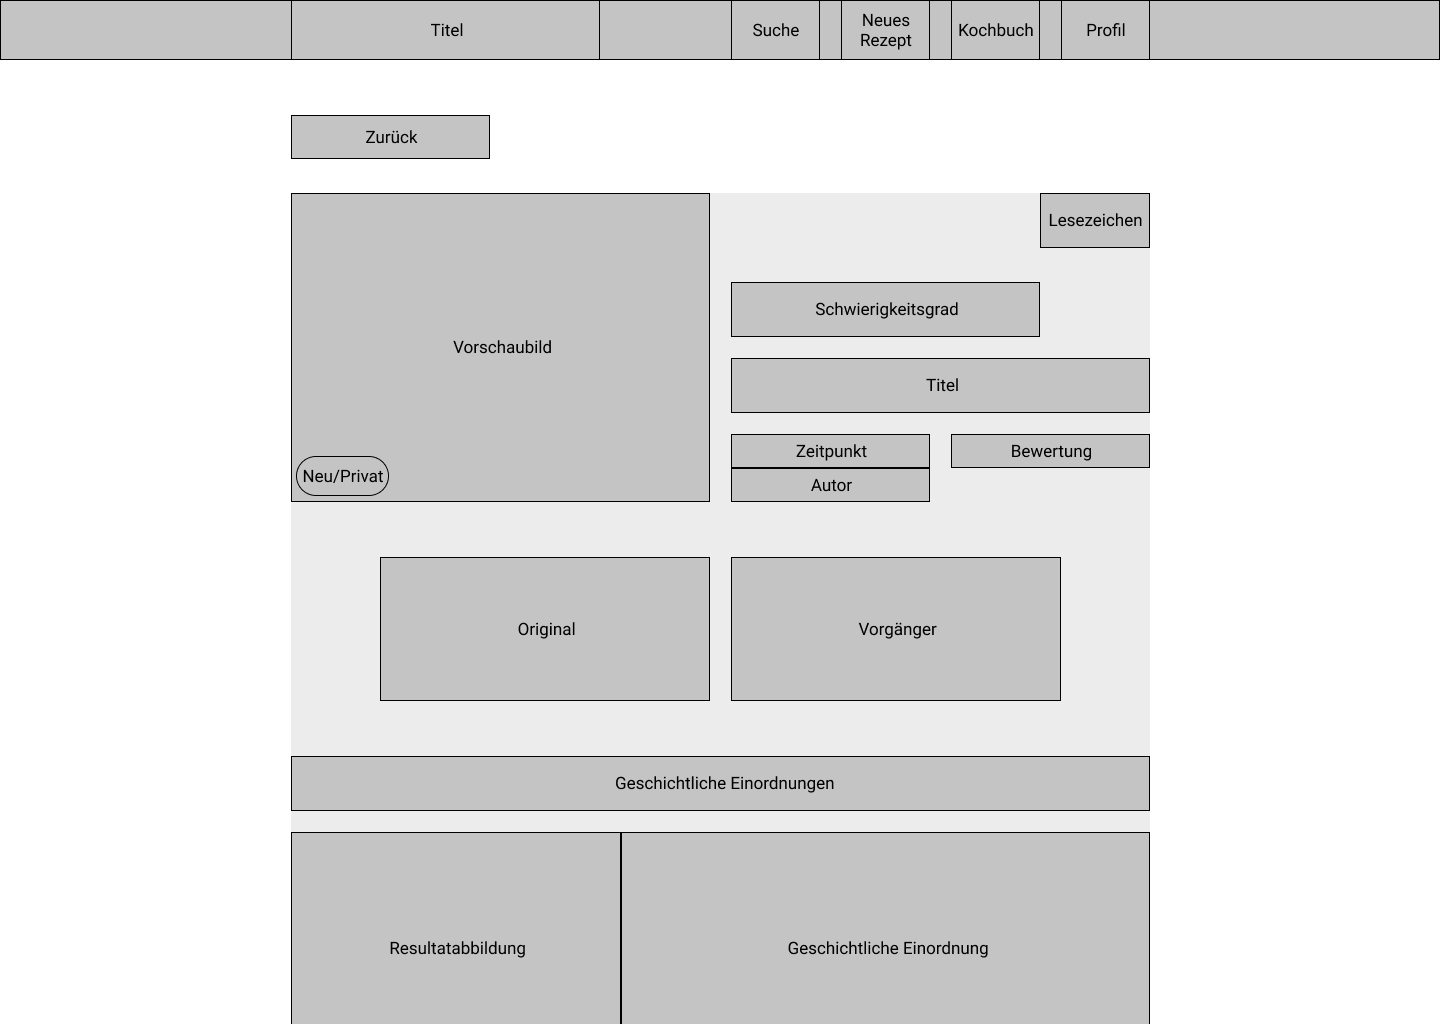 Titel
Suche
Neues
Rezept
Kochbuch
Profil
Zurück
Vorschaubild
Neu/Privat
Lesezeichen
Schwierigkeitsgrad
Titel
Zeitpunkt
Bewertung
Autor
Original
Vorgänger
Geschichtliche Einordnungen
Resultatabbildung
Geschichtliche Einordnung